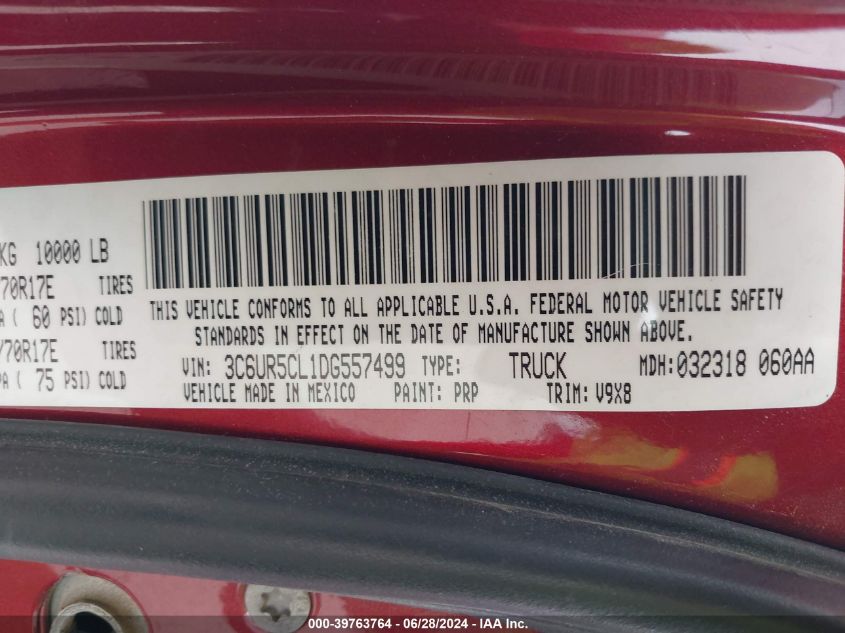 KG 10000 LB
70R17E TIRES
A ( 60 PSI) COLD
/70R17E TIRES
PA ( 75 PSI) COLD
THIS VEHICLE CONFORMS TO ALL APPLICABLE U.S.A. FEDERAL MOTOR VEHICLE SAFETY
STANDARDS IN EFFECT ON THE DATE OF MANUFACTURE SHOWN ABOVE.
VIN: 3C6UR5CL1DG557499 TYPE: TRUCK MDH:032318 060AA
VEHICLE MADE IN MEXICO PAINT: PRP TRIM: V9X8
000-39763764 - 06/28/2024 - IAA Inc.